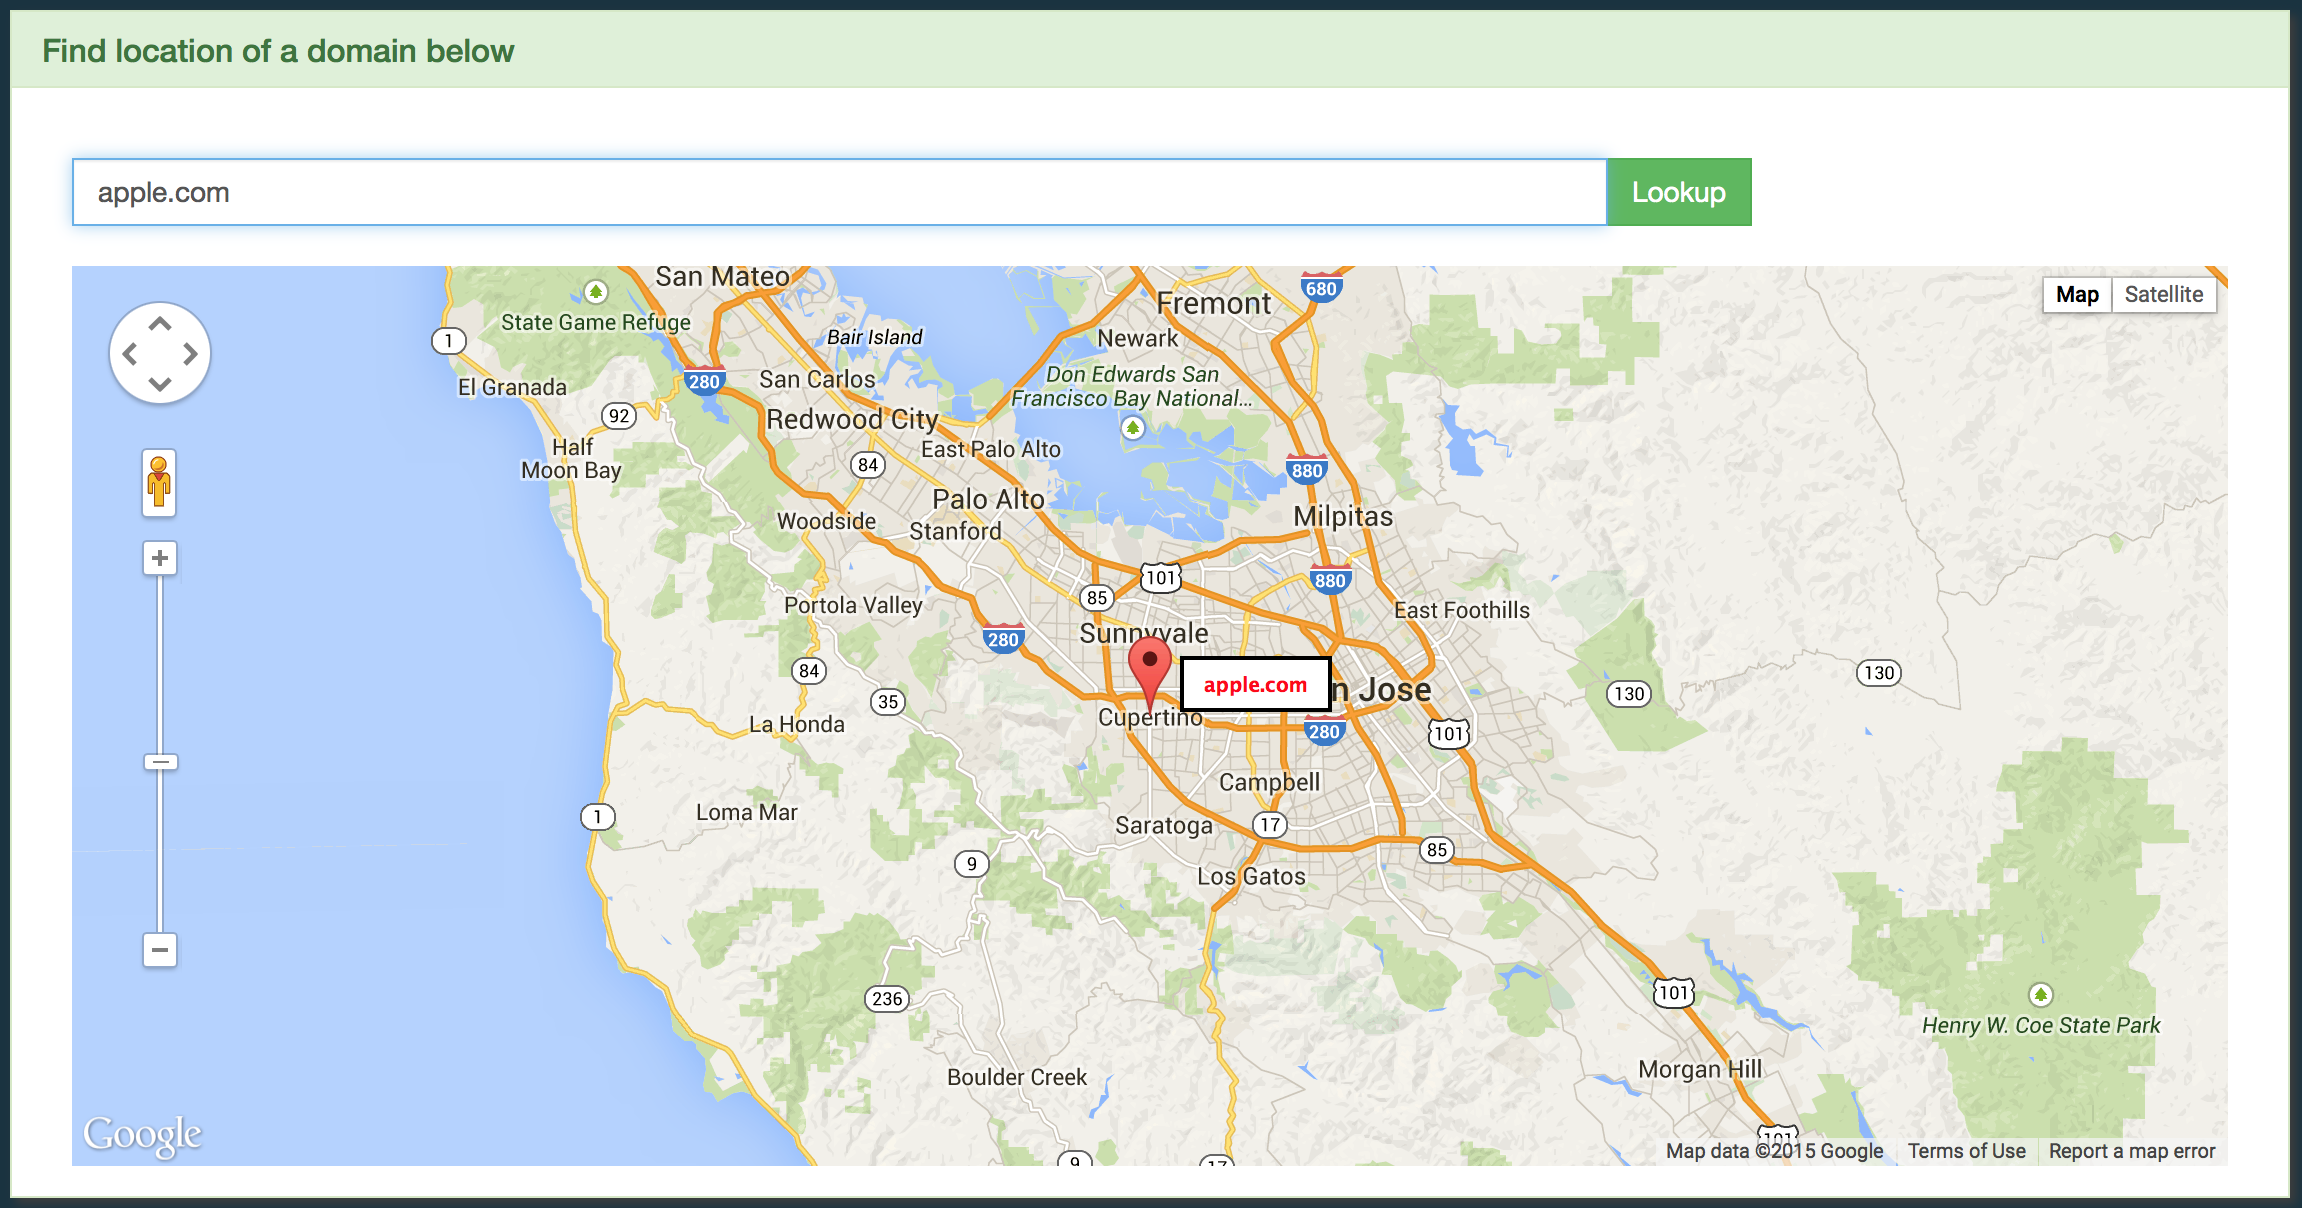 Find location of a domain below
apple.com
Lookup
San Mateo
680
Map
Satellite
Fremont
State Game Refuge
Bair Island
Newark
1
El Granada
280
San Carlos
Don Edwards San
Francisco Bay National...
92
Redwood City
Half
Moon Bay
East Palo Alto
84
880
Palo Alto
Woodside
Stanford
Milpitas
101
880
85
Portola Valley
East Foothills
280
Sunnyvale
84
apple.com
n Jose
130
130
35
Cupertino
La Honda
280
101
Campbell
Loma Mar
1
Saratoga
17
9
85
Los Gatos
236
101
Henry W. Coe State Park
Boulder Creek
Morgan Hill
Google
101
9
17
Map data ©2015 Google
Terms of Use
Report a map error